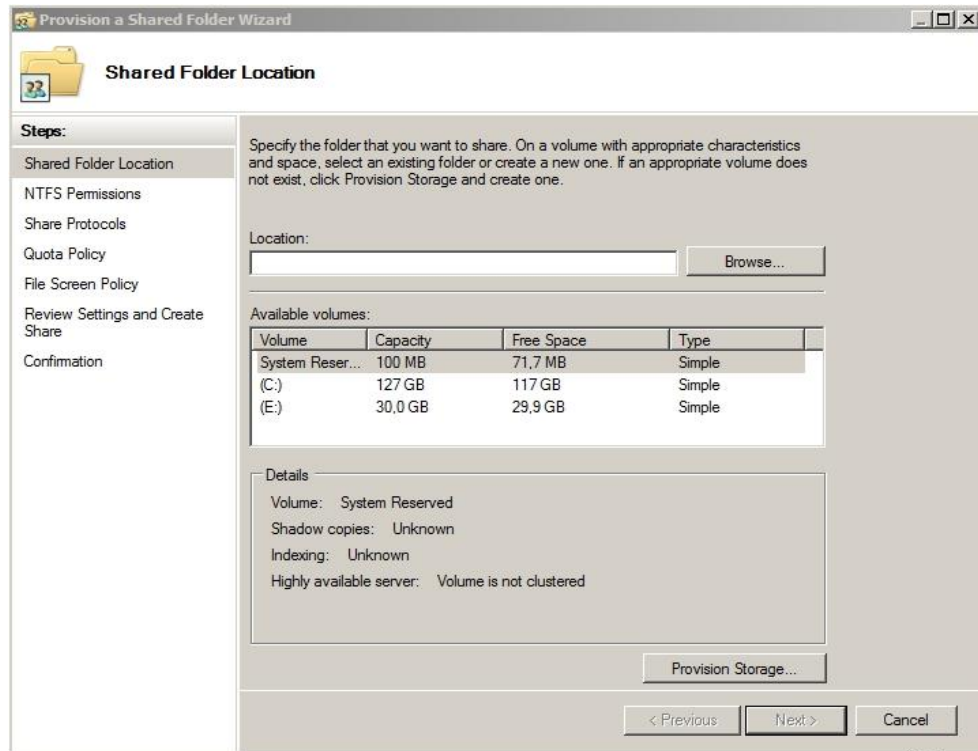 Provision a Shared Folder Wizard
Shared Folder Location
Steps:
Shared Folder Location
NTFS Permissions
Share Protocols
Quota Policy
File Screen Policy
Review Settings and Create
Share
Confirmation
Specify the folder that you want to share. On a volume with appropriate characteristics
and space, select an existing folder or create a new one. If an appropriate volume does
not exist, click Provision Storage and create one.
Location:
Browse...
Available volumes:
Volume Capacity Free Space Type
System Reser... 100 MB 71,7 MB Simple
(C:) 127 GB 117 GB Simple
(E:) 30,0 GB 29,9 GB Simple
Details
Volume: System Reserved
Shadow copies: Unknown
Indexing: Unknown
Highly available server: Volume is not clustered
Provision Storage...
< Previous Next > Cancel